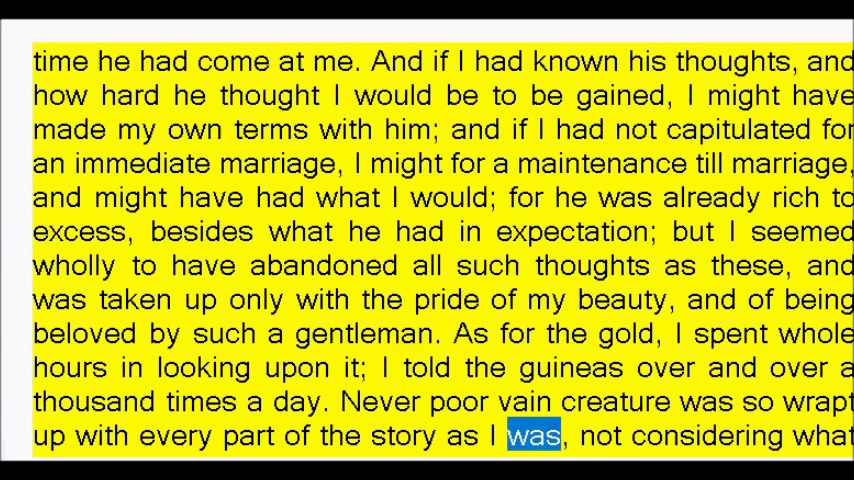 time he had come at me. And if I had known his thoughts, and
how hard he thought I would be to be gained, I might have
made my own terms with him; and if I had not capitulated for
an immediate marriage, I might for a maintenance till marriage,
and might have had what I would; for he was already rich to
excess, besides what he had in expectation; but I seemed
wholly to have abandoned all such thoughts as these, and
was taken up only with the pride of my beauty, and of being
beloved by such a gentleman. As for the gold, I spent whole
hours in looking upon it; I told the guineas over and over a
thousand times a day. Never poor vain creature was so wrapt
up with every part of the story as I was, not considering what